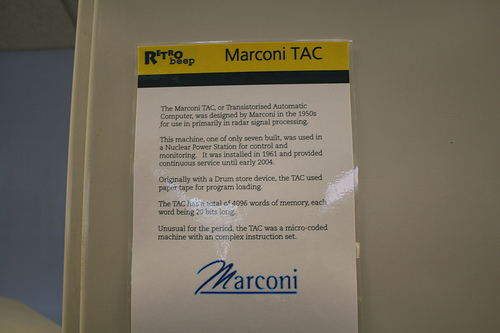 RETRO beep
Marconi TAC
The Marconi TAC, or Transistorised Automatic
Computer, was designed by Marconi in the 1950s
for use in primarily in radar signal processing.
This machine, one of only seven built, was used in
a Nuclear Power Station for control and
monitoring. It was installed in 1961 and provided
continuous service until early 2004.
Originally with a Drum store device, the TAC used
paper tape for program loading.
The TAC has a total of 4096 words of memory, each
word being 20 bits long.
Unusual for the period, the TAC was a micro-coded
machine with an complex instruction set.
Marconi